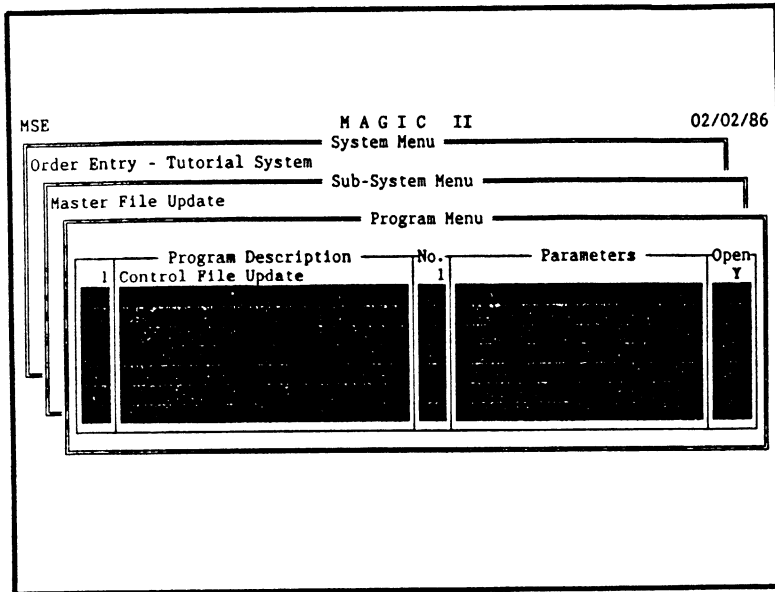 MSE M A G I C II 02/02/86
System Menu
Order Entry - Tutorial System
Sub-System Menu
Master File Update
Program Menu
Program Description No. Parameters Open
1 Control File Update 1 Y